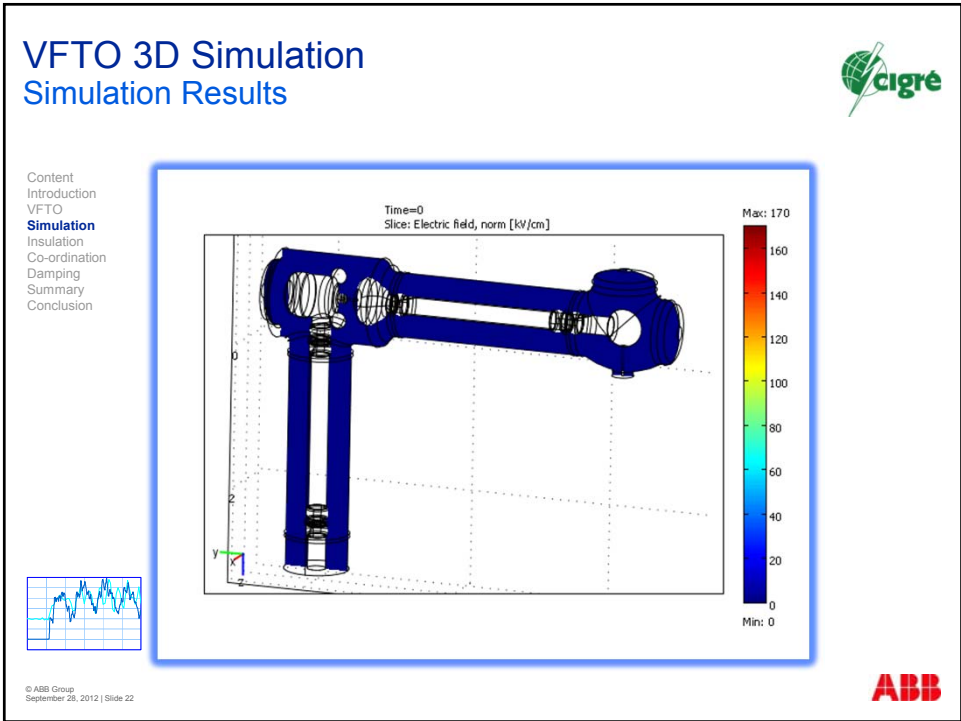 VFTO 3D Simulation
Simulation Results
cigré
Content
Introduction
VFTO
Simulation
Insulation
Co-ordination
Damping
Summary
Conclusion
Time=0
Slice: Electric field, norm [kV/cm]
Max: 170
160
140
120
100
80
60
40
20
0
Min: 0
0
2
y
x
z
© ABB Group
September 28, 2012 | Slide 22
ABB